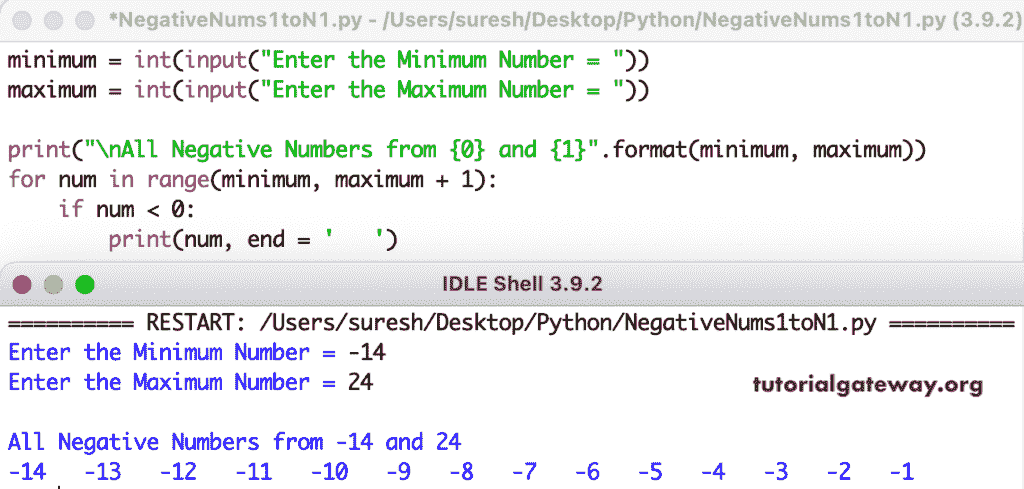 *NegativeNums1toN1.py - /Users/suresh/Desktop/Python/NegativeNums1toN1.py (3.9.2)
minimum = int(input("Enter the Minimum Number = "))
maximum = int(input("Enter the Maximum Number = "))

print("\nAll Negative Numbers from {0} and {1}".format(minimum, maximum))
for num in range(minimum, maximum + 1):
    if num < 0:
        print(num, end = '   ')
IDLE Shell 3.9.2
========== RESTART: /Users/suresh/Desktop/Python/NegativeNums1toN1.py ==========
Enter the Minimum Number = -14
Enter the Maximum Number = 24
tutorialgateway.org

All Negative Numbers from -14 and 24
-14   -13   -12   -11   -10   -9   -8   -7   -6   -5   -4   -3   -2   -1